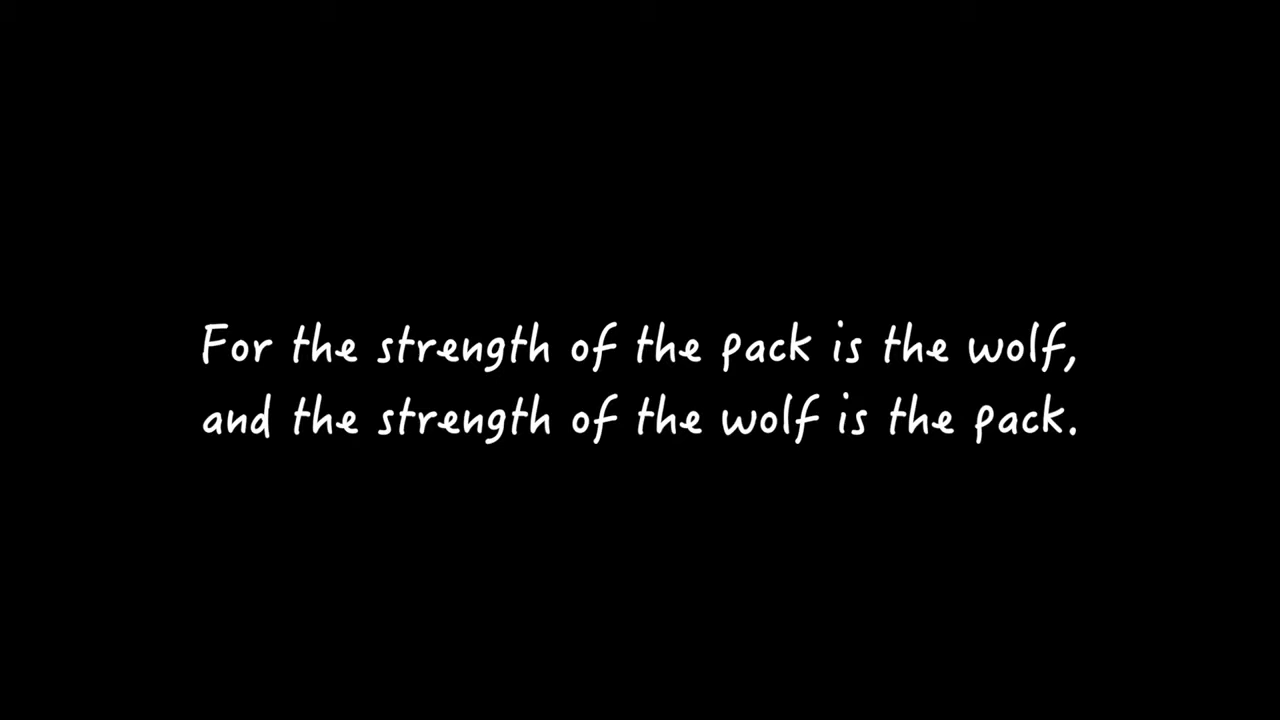 For the strength of the pack is the wolf,
and the strength of the wolf is the pack.